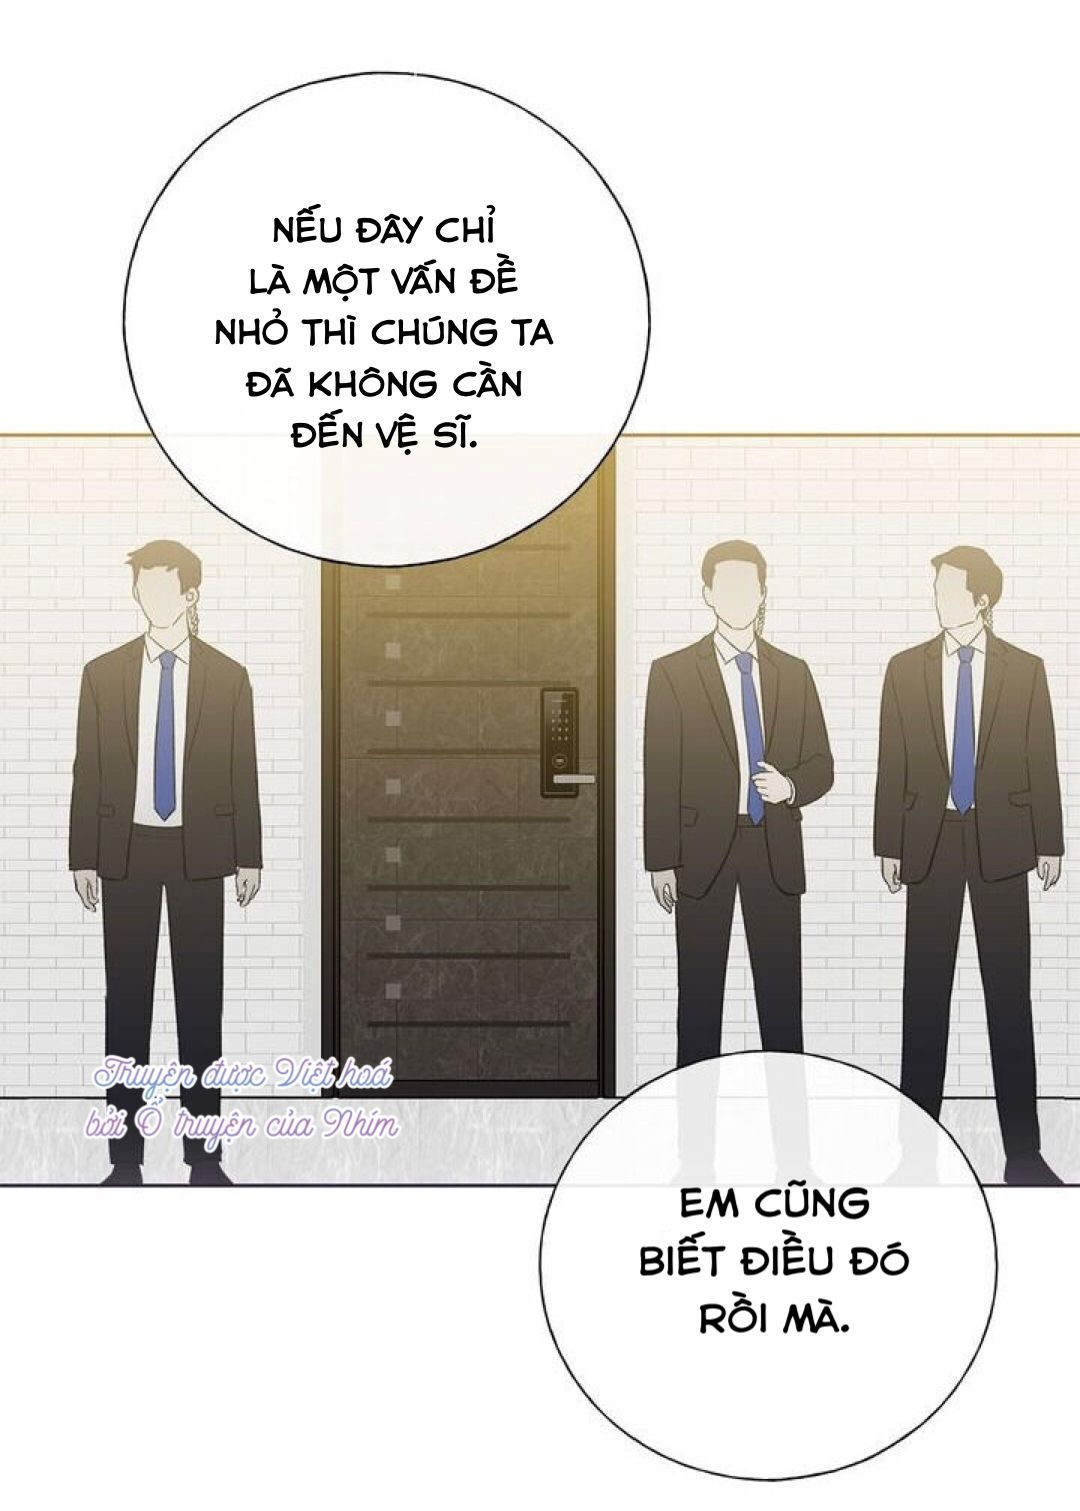 NẾU ĐÂY CHỈ
LÀ MỘT VẤN ĐỀ
NHỎ THÌ CHÚNG TA
ĐÃ KHÔNG CẦN
ĐẾN VỆ SĨ.
Truyện được Việt hoá
bởi Ổ truyện của Nhím
EM CŨNG
BIẾT ĐIỀU ĐÓ
RỒI MÀ.